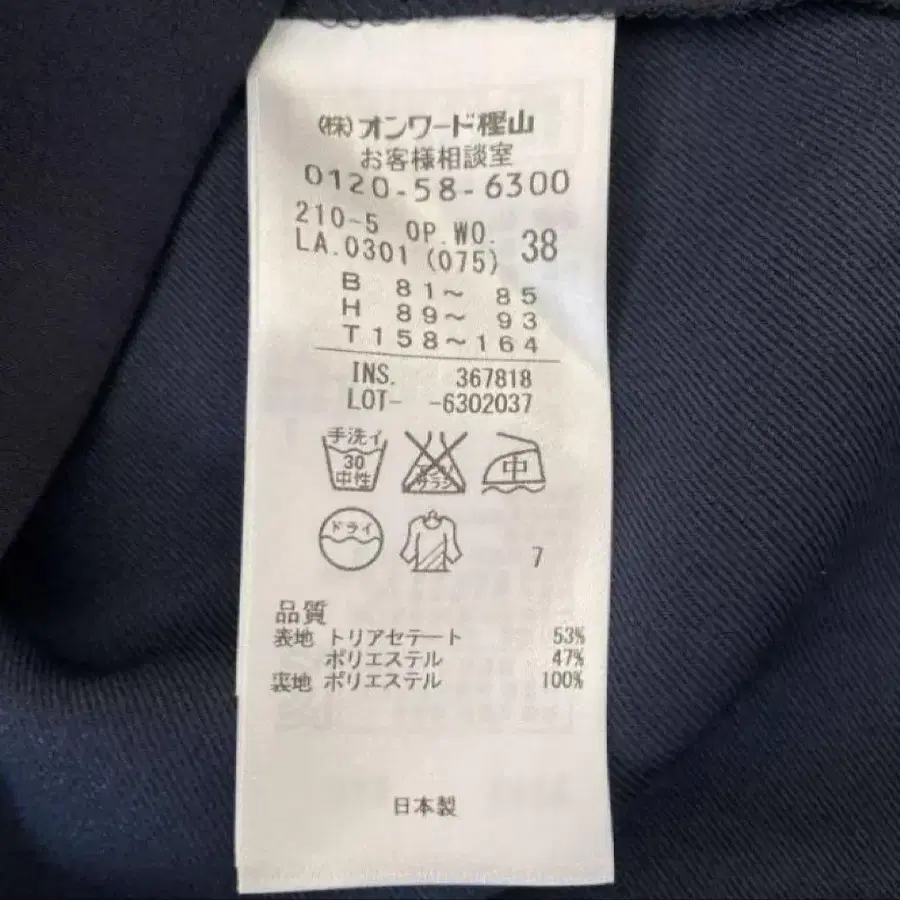 (株)オンワード樫山
お客様相談室
0120-58-6300
210-5 OP.WO.
LA.0301 (075) 38
B 81～ 85
H 89～ 93
T 158～164
INS. 367818
LOT- -6302037
手洗イ
30
中性
中
ドライ
7
品質
表地 トリアセテート 53%
ポリエステル 47%
裏地 ポリエステル 100%
日本製